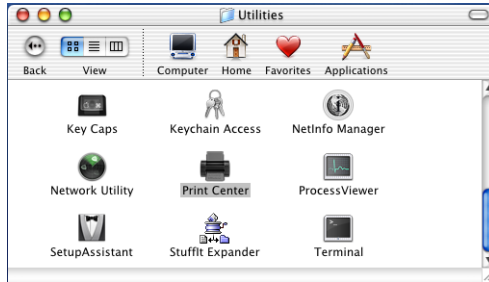 Utilities
Back View Computer Home Favorites Applications
Key Caps Keychain Access NetInfo Manager
Network Utility Print Center ProcessViewer
SetupAssistant StuffIt Expander Terminal